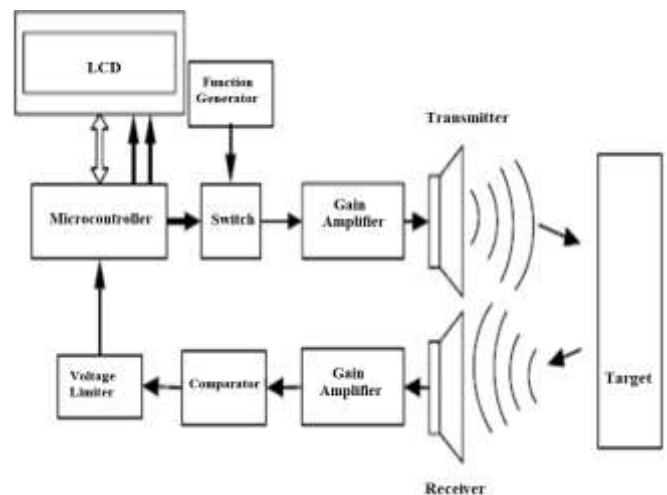 LCD
Function
Generator
Transmitter
Microcontroller
Switch
Gain
Amplifier
Voltage
Limiter
Comparator
Gain
Amplifier
Target
Receiver